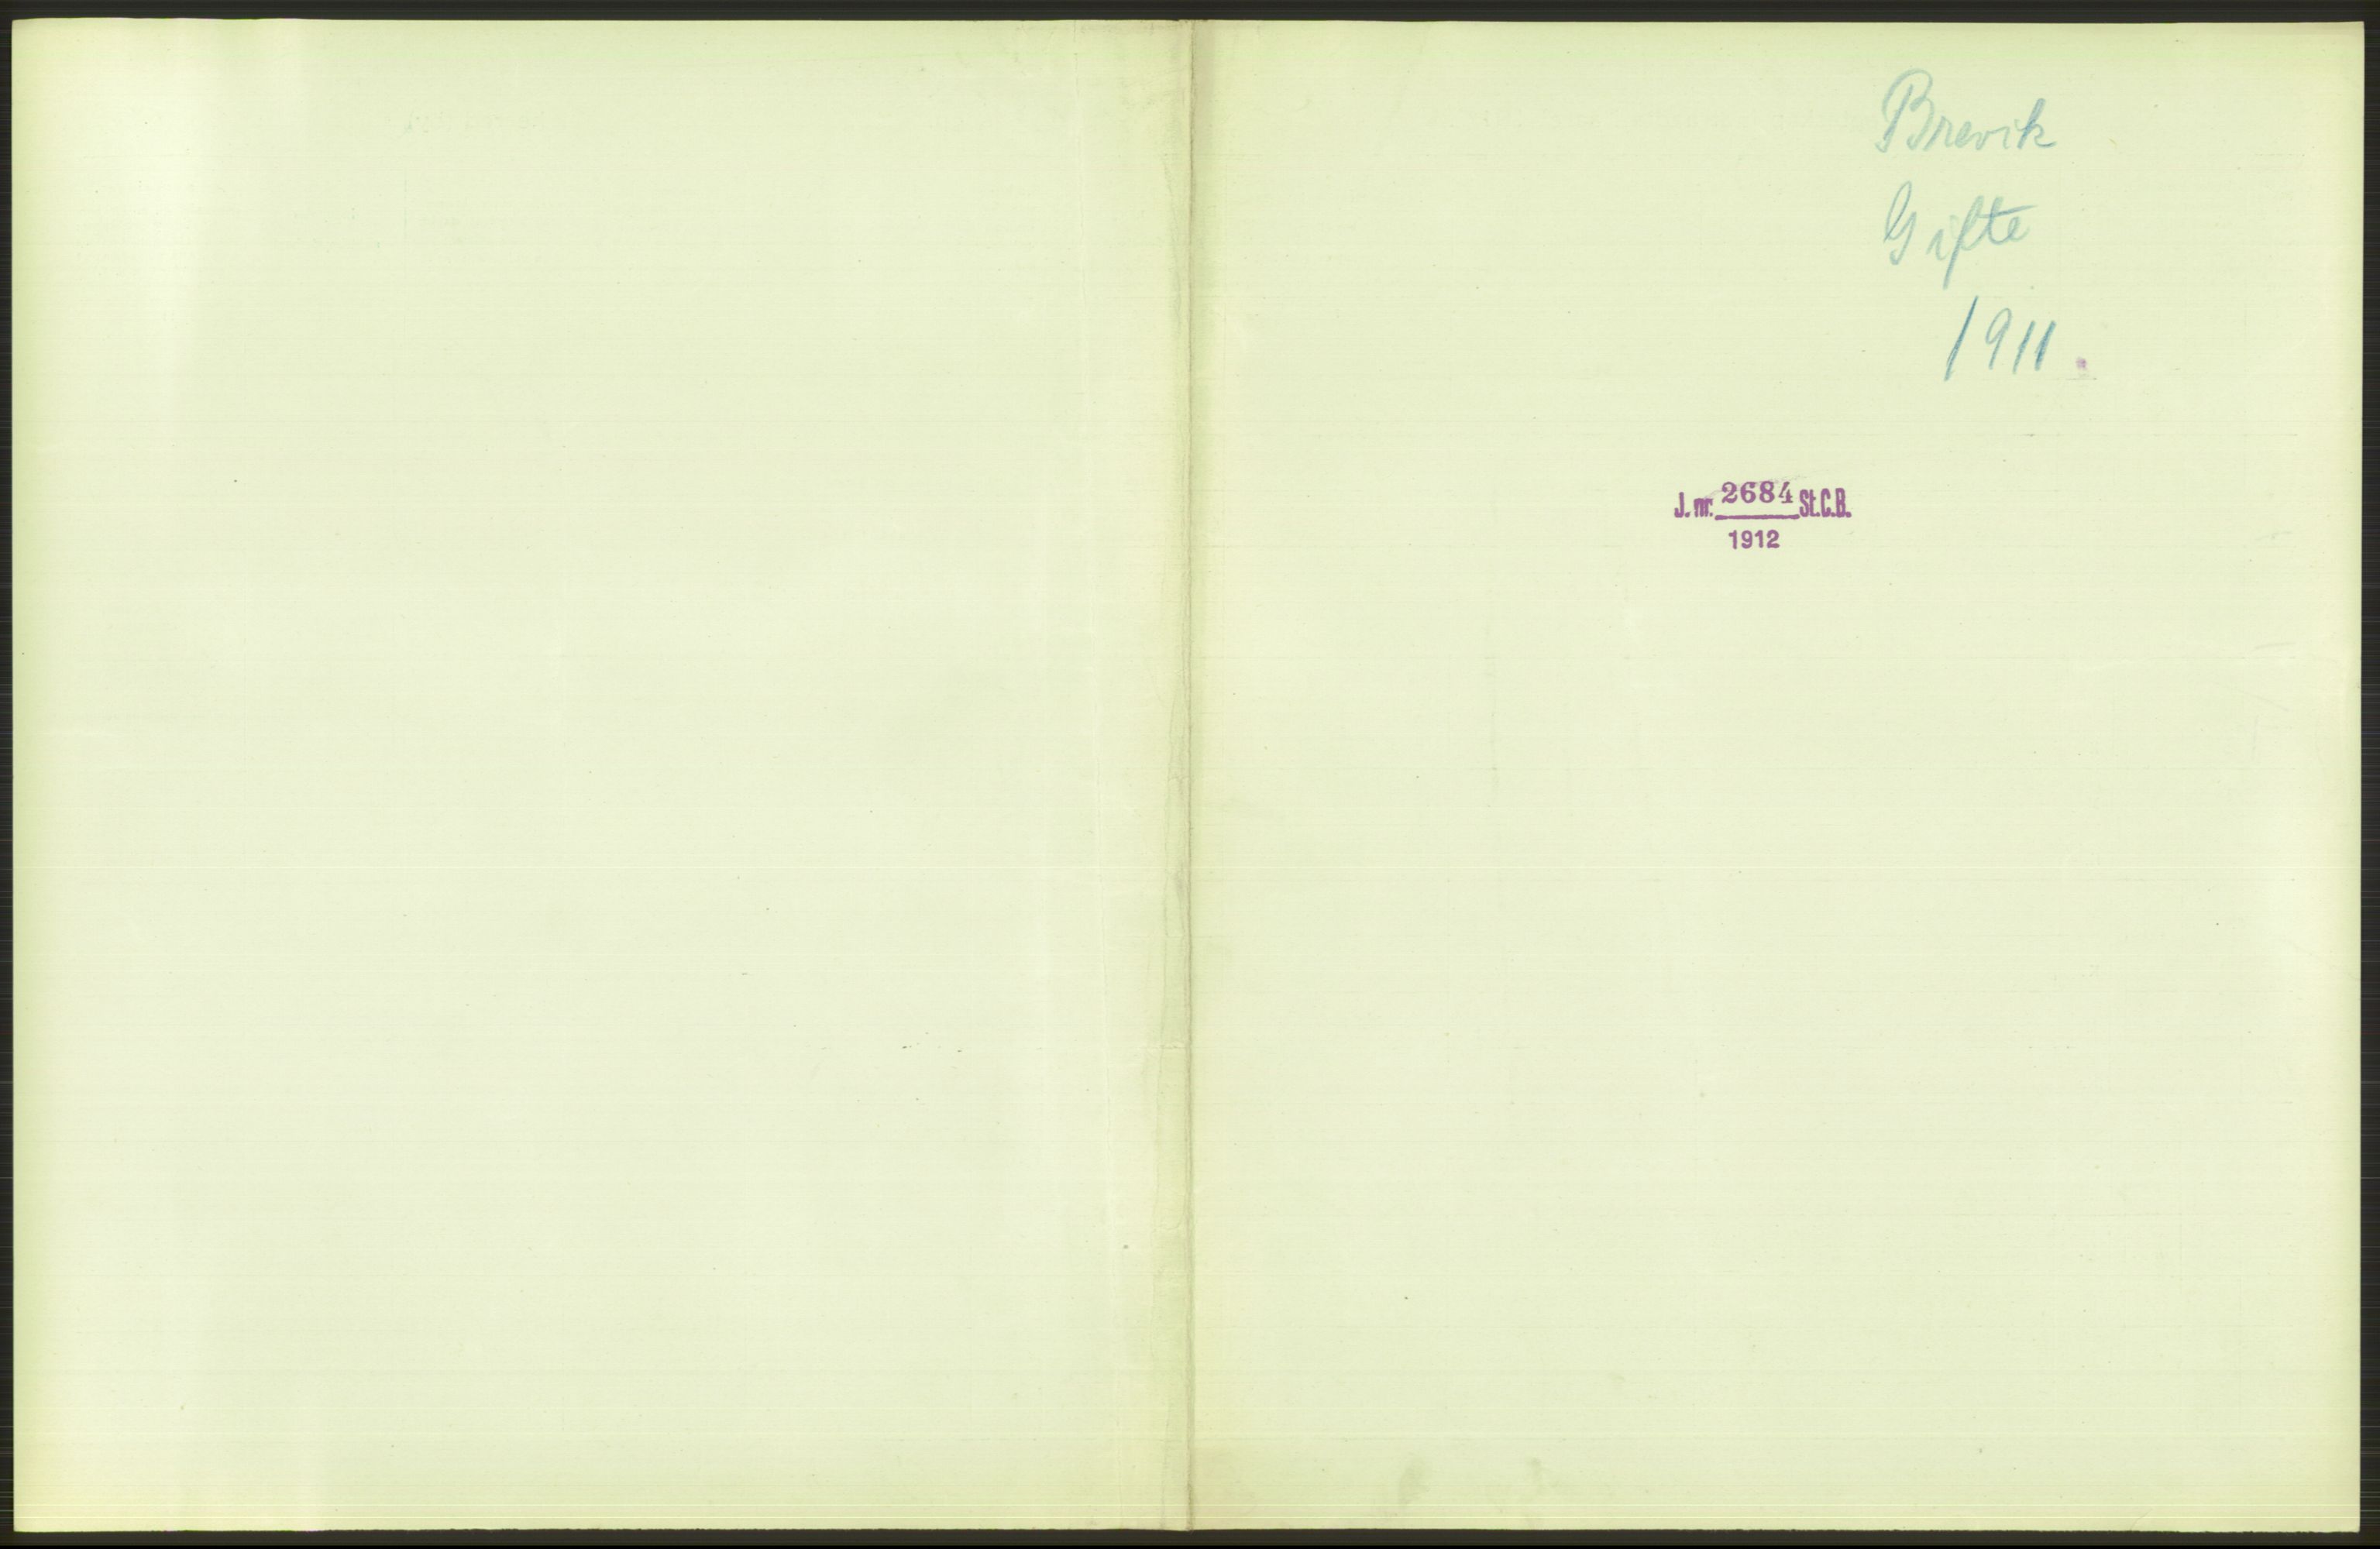 Brevik
Gifte
1911.
J. nr. 2684 St.C.B.
1912